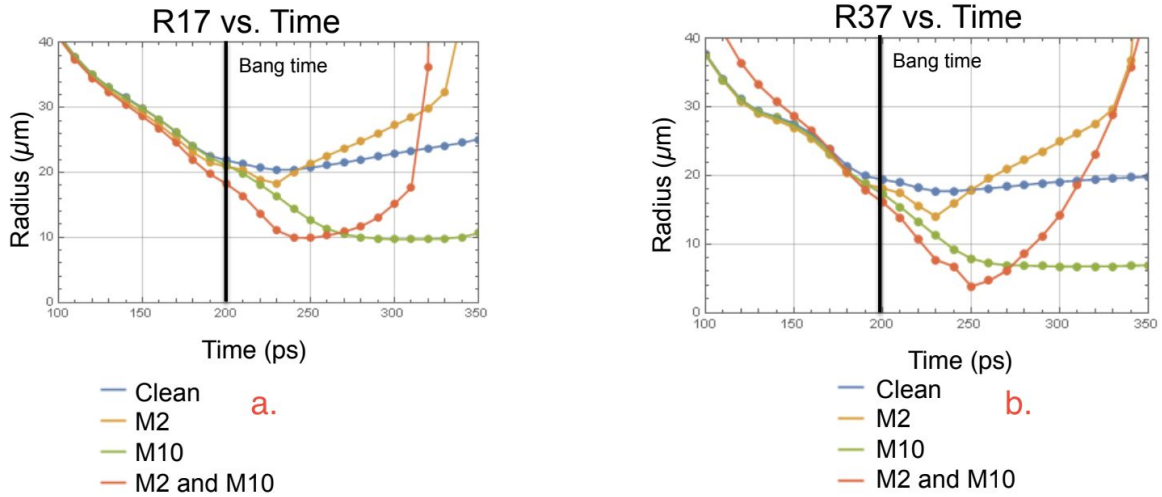 R17 vs. Time
40
30
20
10
0
Radius (µm)
Bang time
100
150
200
250
300
350
Time (ps)
Clean
M2
M10
M2 and M10
a.
R37 vs. Time
40
30
20
10
0
Radius (µm)
Bang time
100
150
200
250
300
350
Time (ps)
Clean
M2
M10
M2 and M10
b.